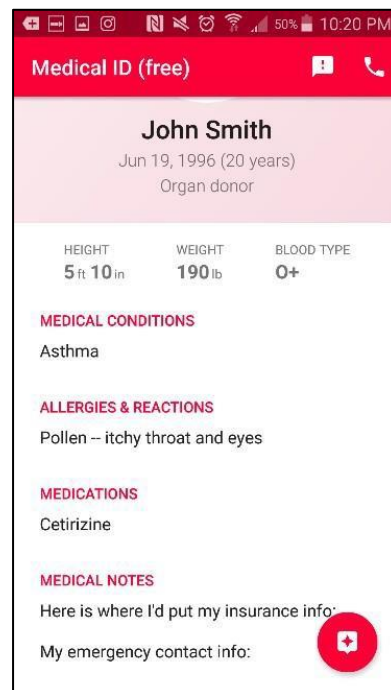 50% 10:20 PM
Medical ID (free)
John Smith
Jun 19, 1996 (20 years)
Organ donor
HEIGHT WEIGHT BLOOD TYPE
5 ft 10 in 190 lb O+
MEDICAL CONDITIONS
Asthma
ALLERGIES & REACTIONS
Pollen -- itchy throat and eyes
MEDICATIONS
Cetirizine
MEDICAL NOTES
Here is where I'd put my insurance info:
My emergency contact info: